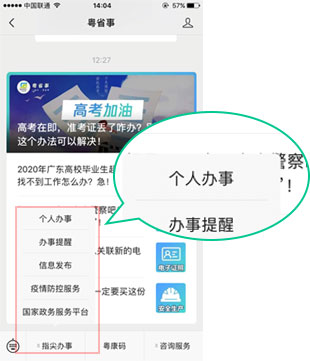 中国联通
14:04
57%
粤省事
12:27
粤省事
高考加油
高考在即，准考证丢了咋办？
这个办法可以解决！
2020年广东高校毕业生
找不到工作怎么办？急！
警察
个人办事
”！
办事提醒
个人办事
警察
办事提醒
关联新的电
信息发布
电子证照
疫情防控服务
一定要买这份
国家政务服务平台
安全生产
指尖办事
粤康码
咨询服务